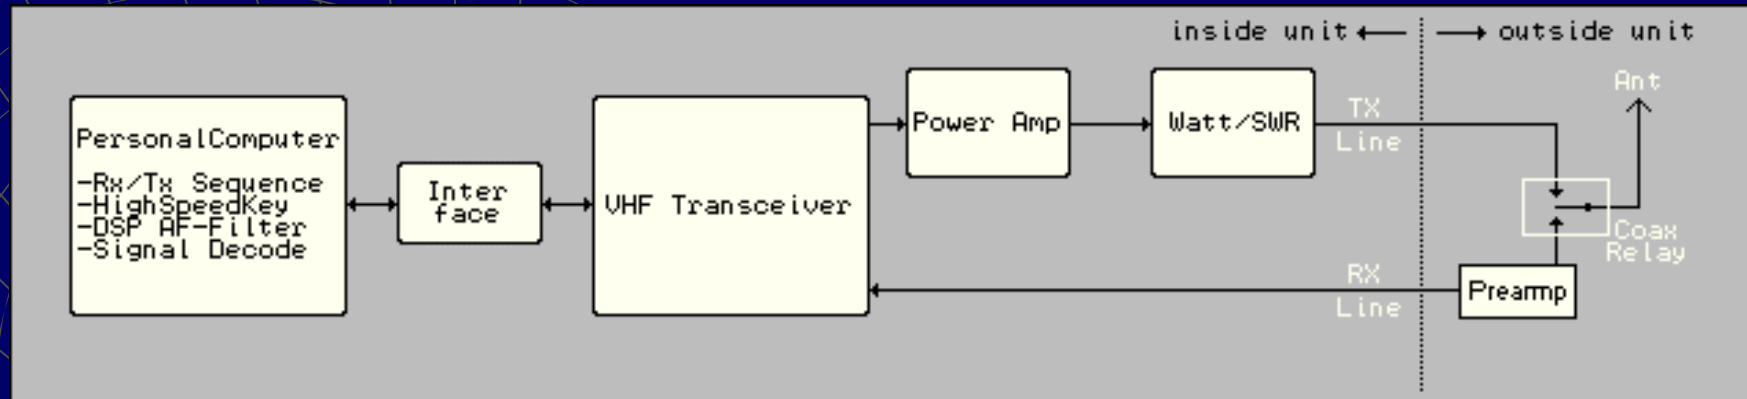 inside unit
outside unit
PersonalComputer
-Rx/Tx Sequence
-HighSpeedKey
-DSP AF-Filter
-Signal Decode
Inter
face
VHF Transceiver
Power Amp
Watt/SWR
TX
Line
Ant
Coax
Relay
RX
Line
Preamp